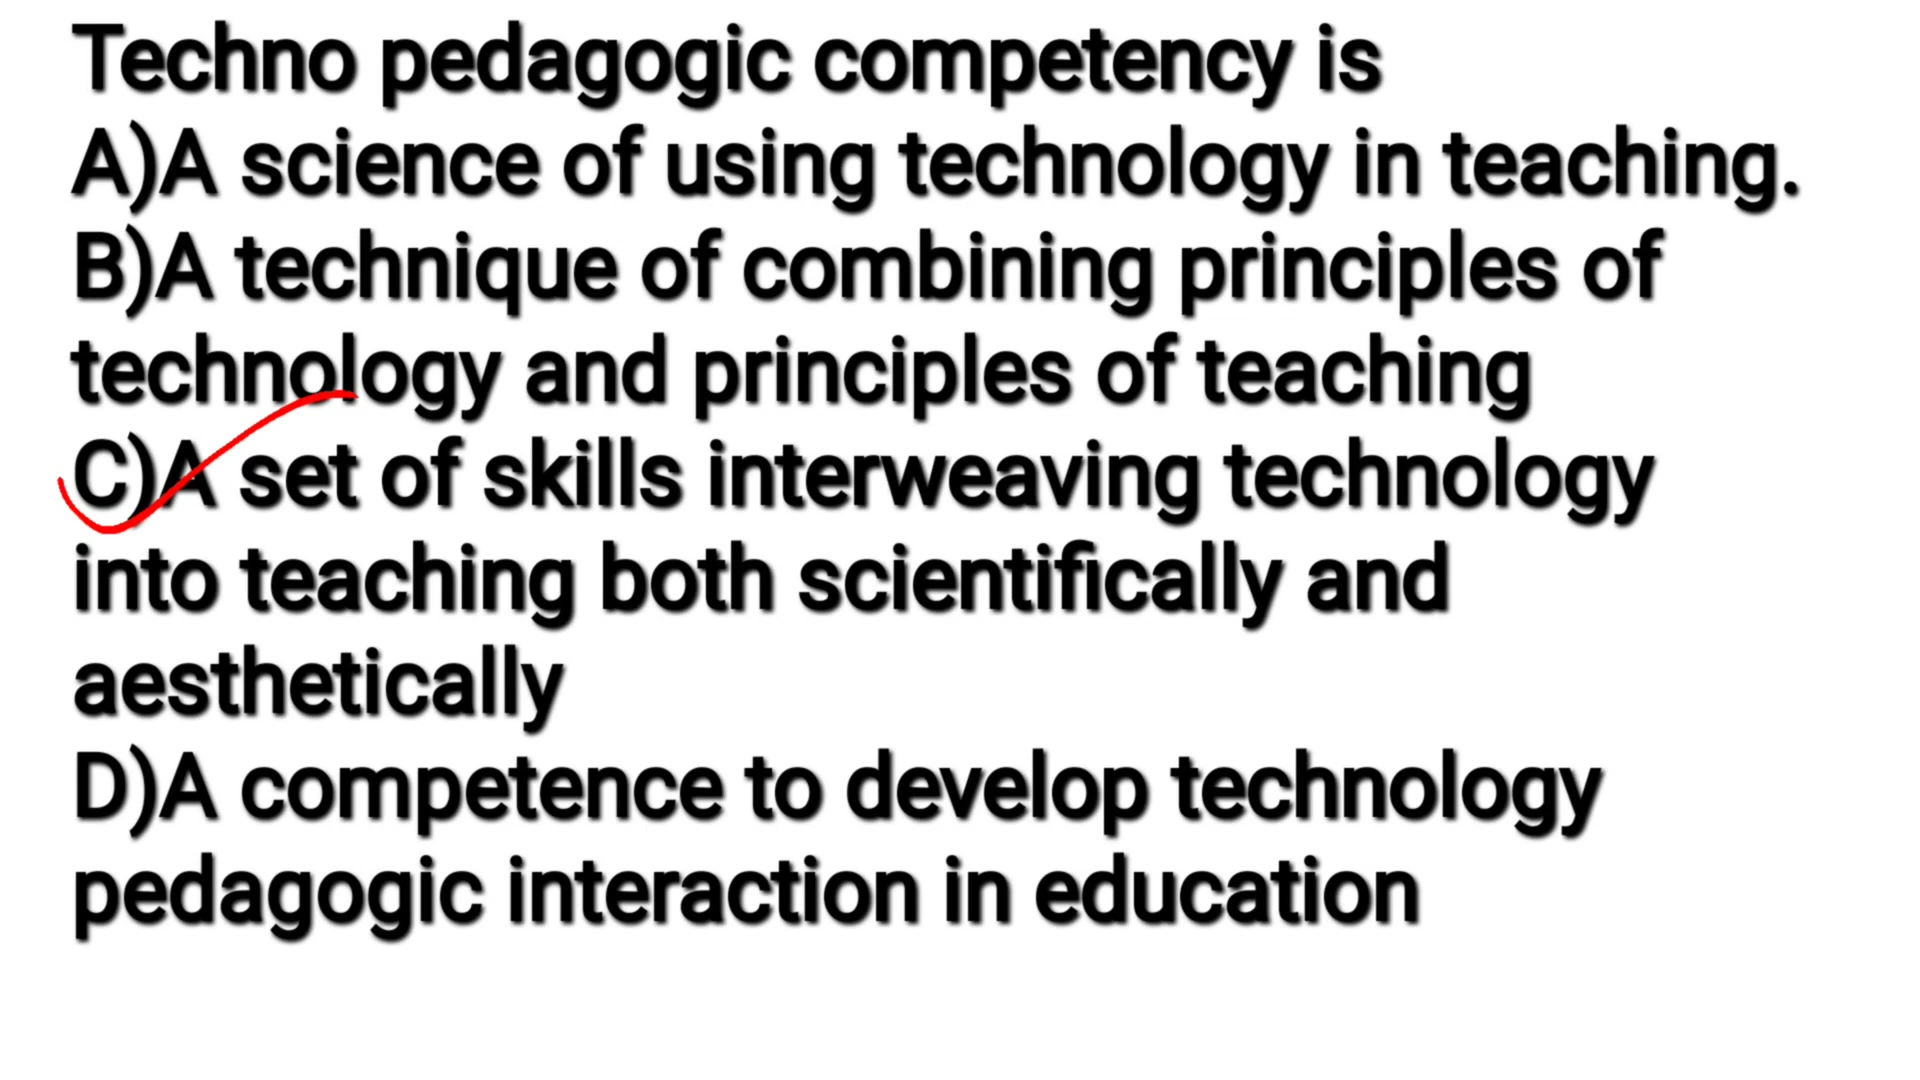 Techno pedagogic competency is
A)A science of using technology in teaching.
B)A technique of combining principles of
technology and principles of teaching
C)A set of skills interweaving technology
into teaching both scientifically and
aesthetically
D)A competence to develop technology
pedagogic interaction in education